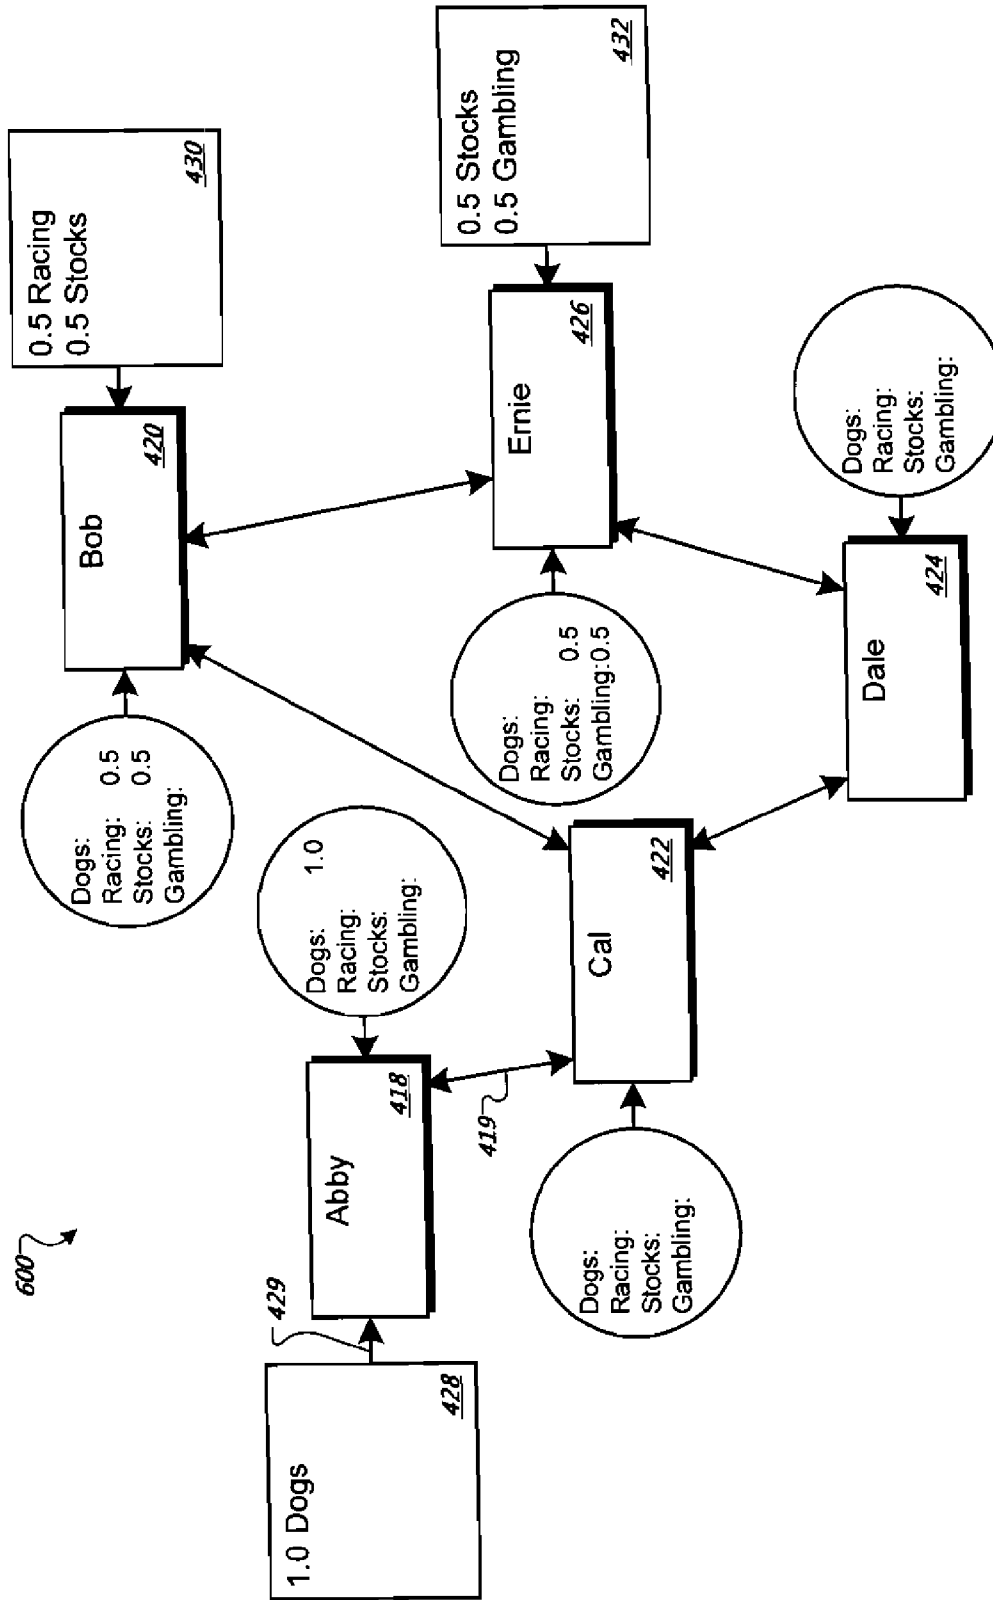 600
0.5 Racing
0.5 Stocks
430
Bob
420
Dogs:
Racing: 0.5
Stocks: 0.5
Gambling:
1.0 Dogs
428
429
Abby
418
Dogs: 1.0
Racing:
Stocks:
Gambling:
419
0.5 Stocks
0.5 Gambling
432
Ernie
426
Dogs:
Racing:
Stocks: 0.5
Gambling:0.5
Cal
422
Dogs:
Racing:
Stocks:
Gambling:
Dale
424
Dogs:
Racing:
Stocks:
Gambling: